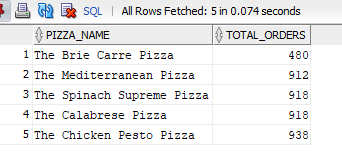 SQL | All Rows Fetched: 5 in 0.074 seconds
PIZZA_NAME TOTAL_ORDERS
1 The Brie Carre Pizza 480
2 The Mediterranean Pizza 912
3 The Spinach Supreme Pizza 918
4 The Calabrese Pizza 918
5 The Chicken Pesto Pizza 938